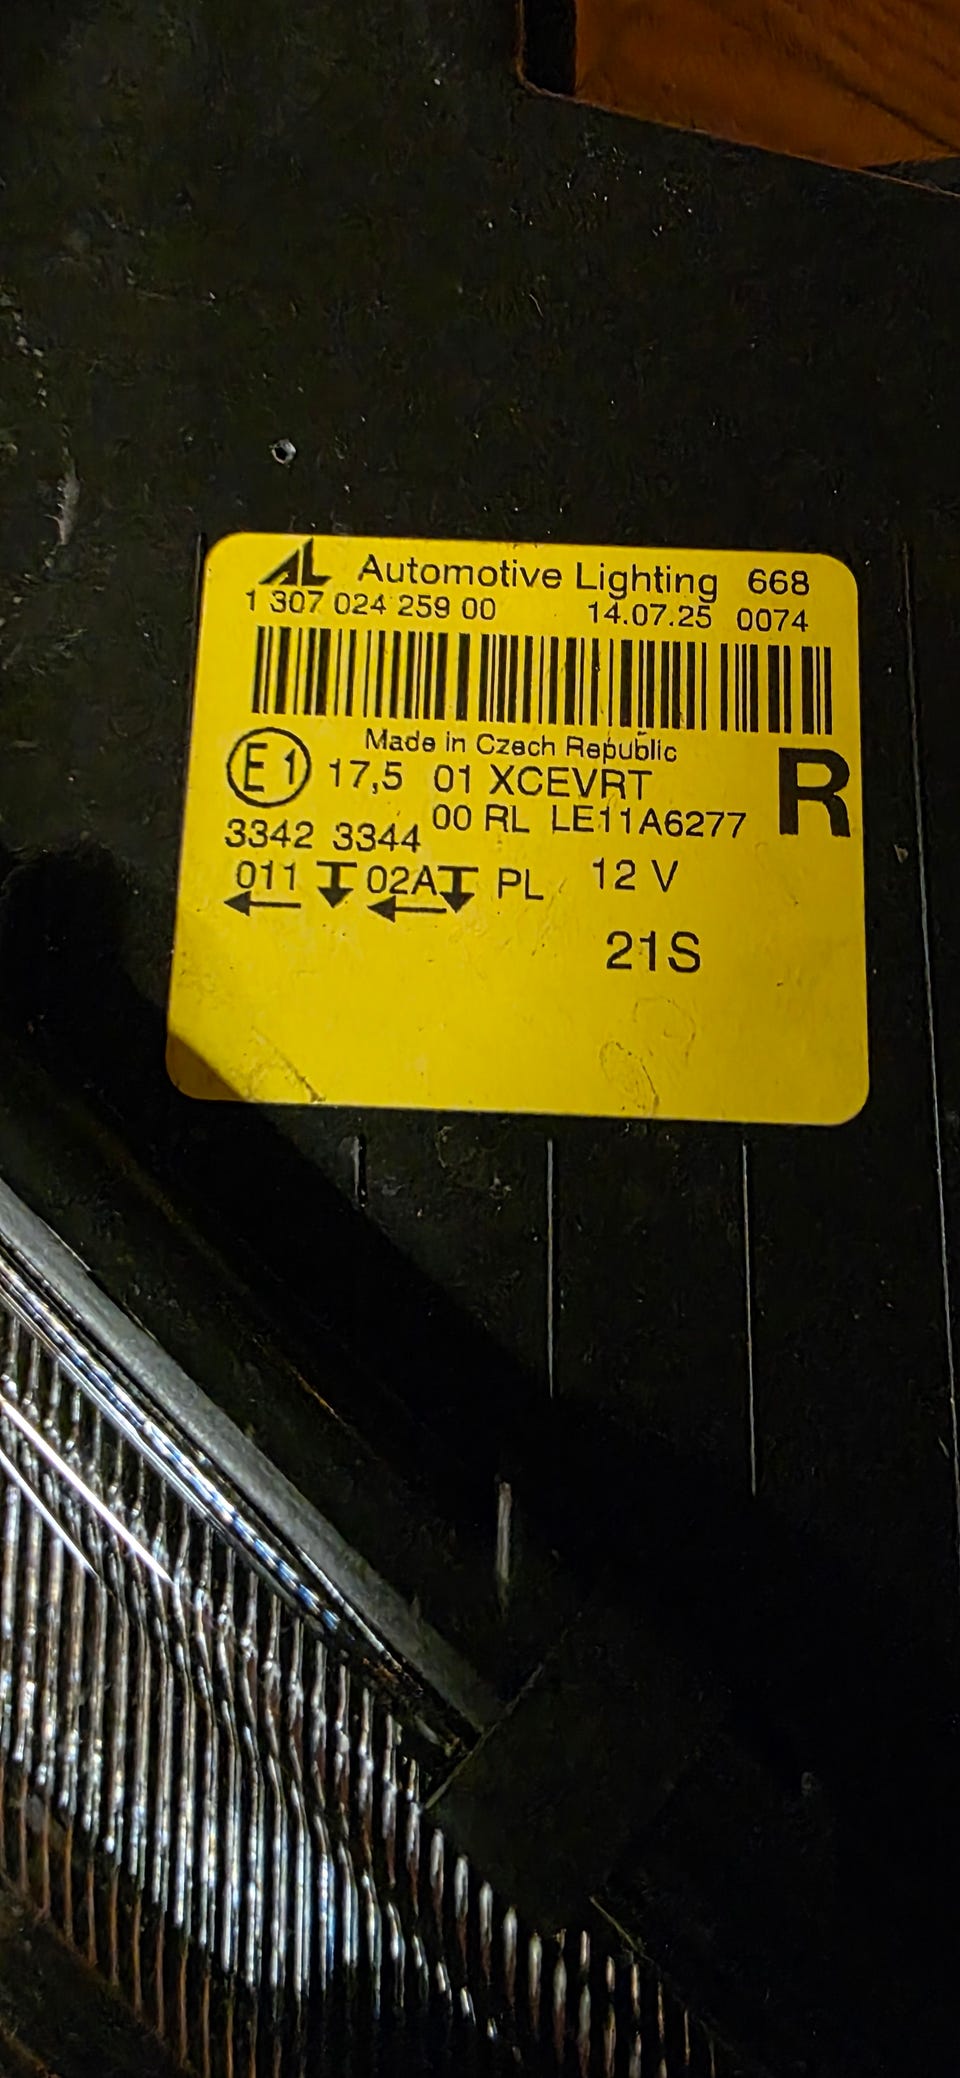 AL Automotive Lighting 668
1 307 024 259 00 14.07.25 0074
Made in Czech Republic
E1 17,5 01 XCEVRT R
00 RL LE11A6277
3342 3344
011 02A PL 12 V
21S